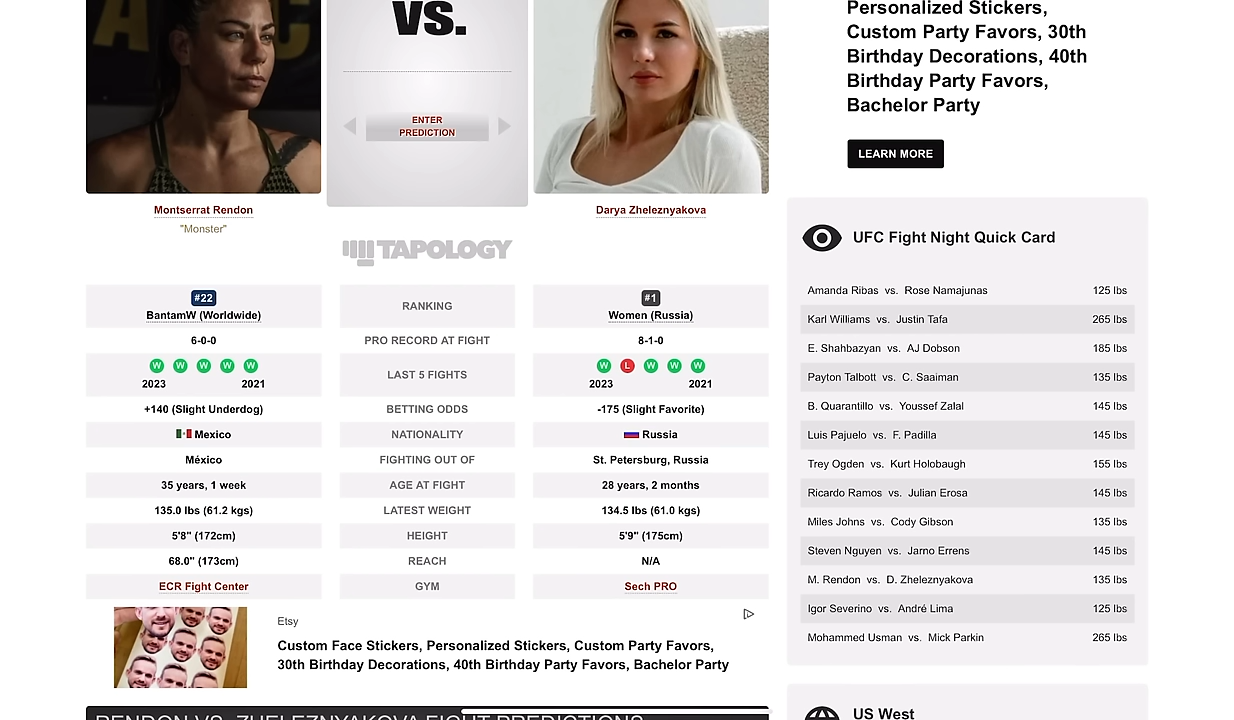 VS.
ENTER
PREDICTION
Montserrat Rendon
"Monster"
Darya Zheleznyakova
TAPOLOGY
#22
BantamW (Worldwide)
RANKING
#1
Women (Russia)
6-0-0 PRO RECORD AT FIGHT 8-1-0
W W W W W
2023 2021
LAST 5 FIGHTS
W L W W W
2023 2021
+140 (Slight Underdog) BETTING ODDS -175 (Slight Favorite)
Mexico NATIONALITY Russia
México FIGHTING OUT OF St. Petersburg, Russia
35 years, 1 week AGE AT FIGHT 28 years, 2 months
135.0 lbs (61.2 kgs) LATEST WEIGHT 134.5 lbs (61.0 kgs)
5'8" (172cm) HEIGHT 5'9" (175cm)
68.0" (173cm) REACH N/A
ECR Fight Center GYM Sech PRO
Etsy
Custom Face Stickers, Personalized Stickers, Custom Party Favors,
30th Birthday Decorations, 40th Birthday Party Favors, Bachelor Party
RENDON VS. ZHELEZNYAKOVA FIGHT PREDICTIONS
Personalized Stickers,
Custom Party Favors, 30th
Birthday Decorations, 40th
Birthday Party Favors,
Bachelor Party
LEARN MORE
UFC Fight Night Quick Card
Amanda Ribas vs. Rose Namajunas 125 lbs
Karl Williams vs. Justin Tafa 265 lbs
E. Shahbazyan vs. AJ Dobson 185 lbs
Payton Talbott vs. C. Saaiman 135 lbs
B. Quarantillo vs. Youssef Zalal 145 lbs
Luis Pajuelo vs. F. Padilla 145 lbs
Trey Ogden vs. Kurt Holobaugh 155 lbs
Ricardo Ramos vs. Julian Erosa 145 lbs
Miles Johns vs. Cody Gibson 135 lbs
Steven Nguyen vs. Jarno Errens 145 lbs
M. Rendon vs. D. Zheleznyakova 135 lbs
Igor Severino vs. André Lima 125 lbs
Mohammed Usman vs. Mick Parkin 265 lbs
US West